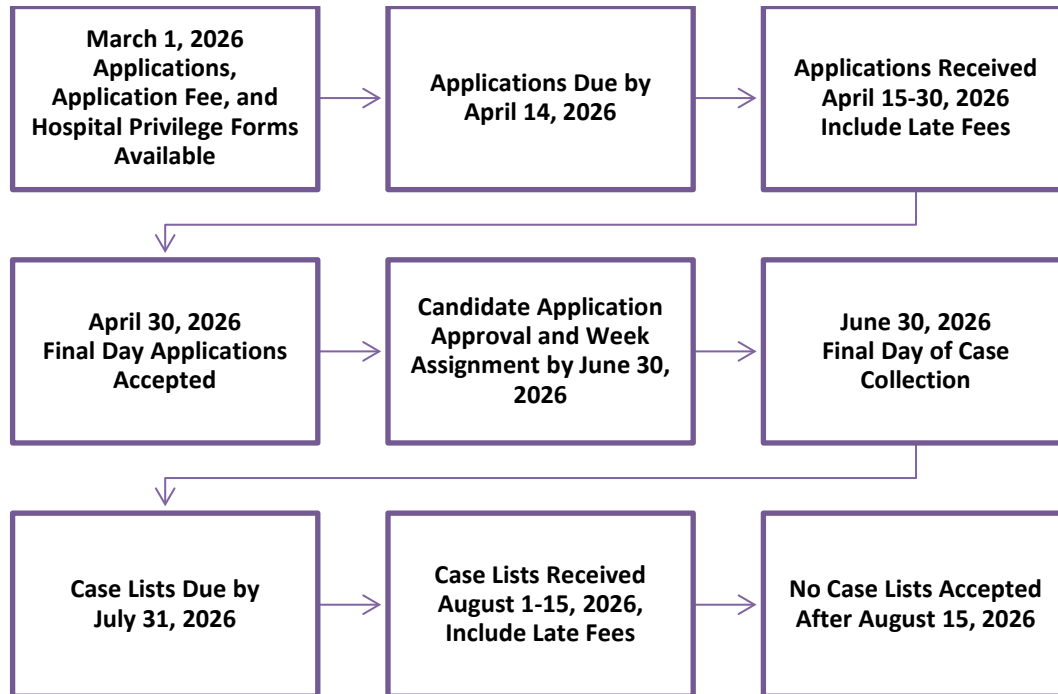 March 1, 2026
Applications,
Application Fee, and
Hospital Privilege Forms
Available
Applications Due by
April 14, 2026
Applications Received
April 15-30, 2026
Include Late Fees
April 30, 2026
Final Day Applications
Accepted
Candidate Application
Approval and Week
Assignment by June 30,
2026
June 30, 2026
Final Day of Case
Collection
Case Lists Due by
July 31, 2026
Case Lists Received
August 1-15, 2026,
Include Late Fees
No Case Lists Accepted
After August 15, 2026